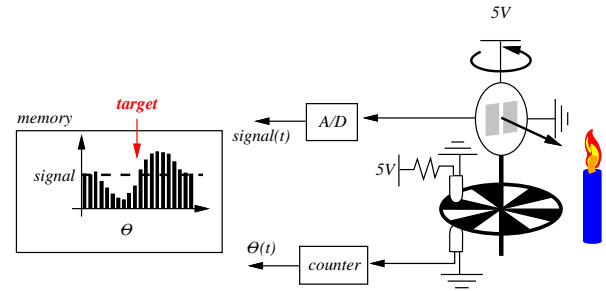 5V
target
memory
A/D
signal(t)
signal
5V
Θ
Θ(t)
counter